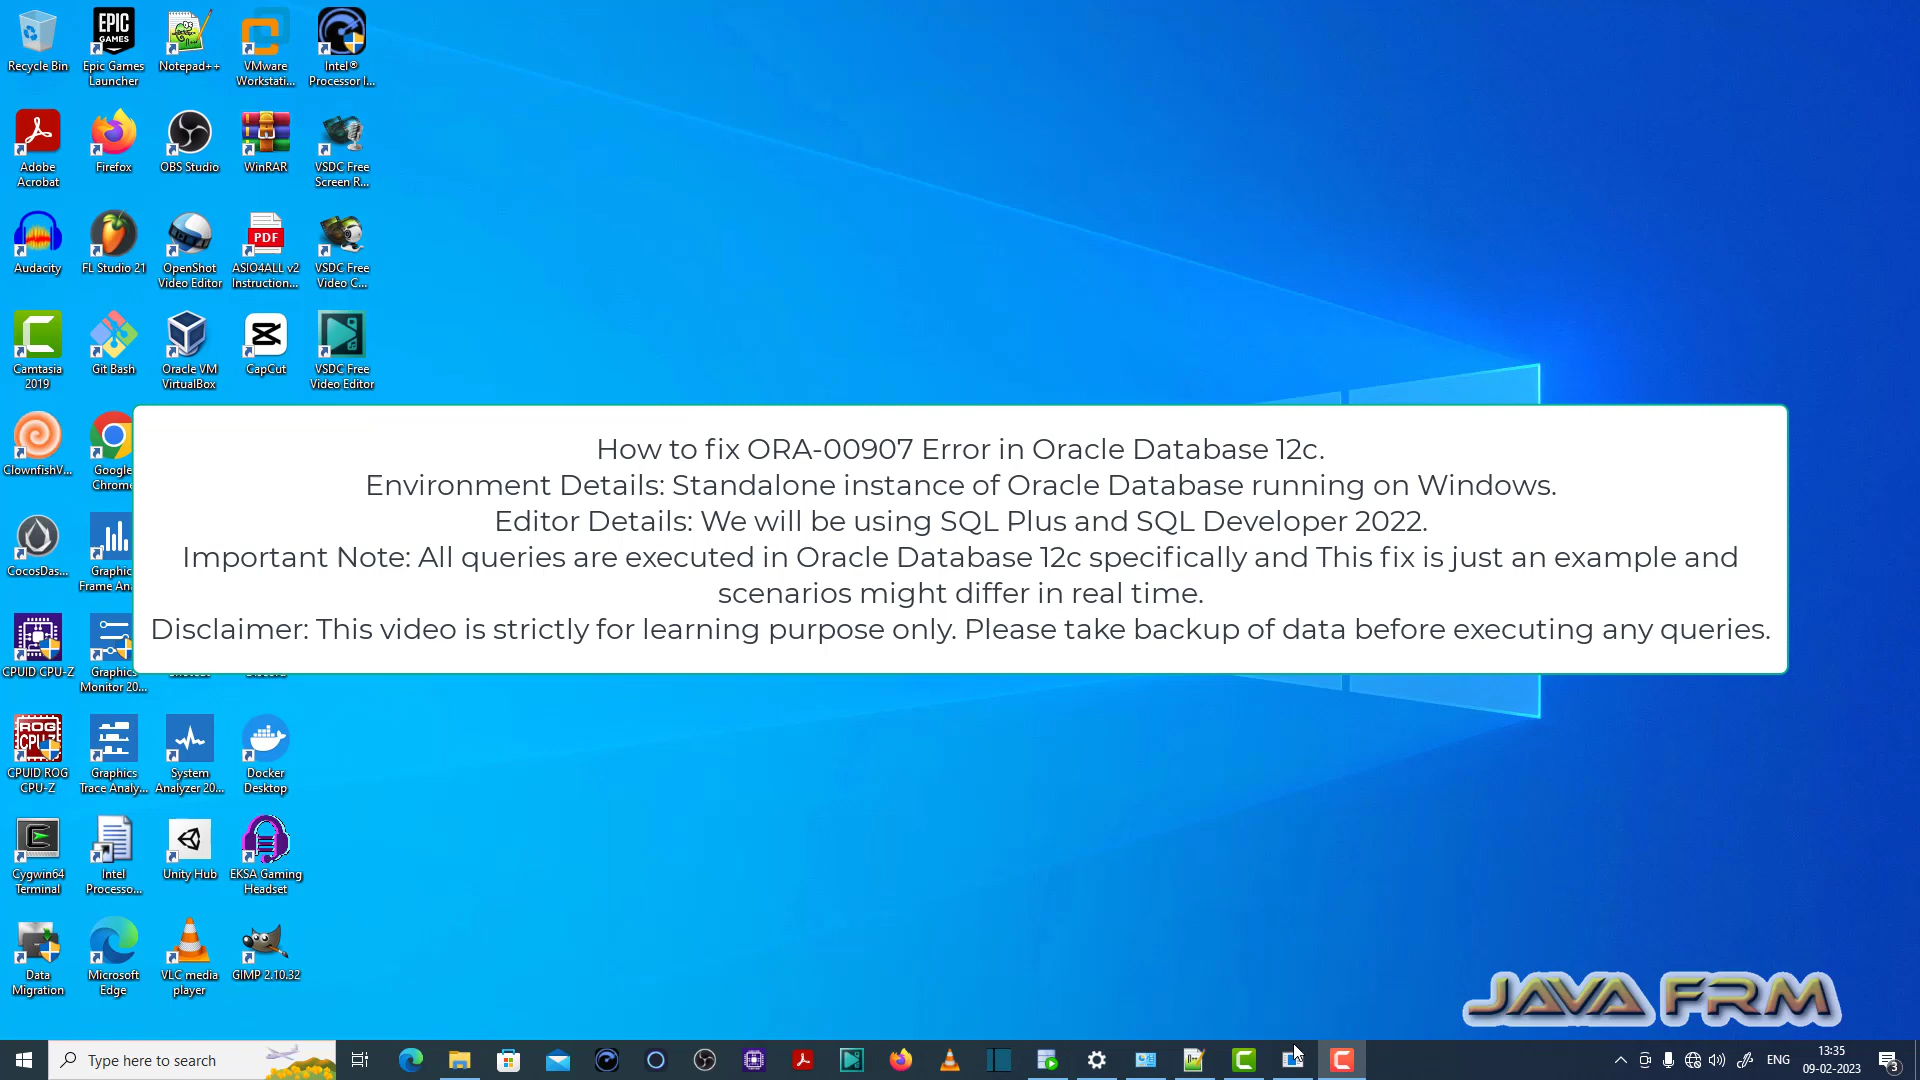 Recycle Bin
Epic Games
Launcher
Notepad++
VMware
Workstati...
Intel®
Processor I...
EPIC
GAMES
Adobe
Acrobat
Firefox
OBS Studio
WinRAR
VSDC Free
Screen R...
Audacity
FL Studio 21
OpenShot
Video Editor
PDF
ASIO4ALL v2
Instruction...
VSDC Free
Video C...
Camtasia
2019
Git Bash
Oracle VM
VirtualBox
CapCut
VSDC Free
Video Editor
ClownfishV...
Google
Chrome
How to fix ORA-00907 Error in Oracle Database 12c.
Environment Details: Standalone instance of Oracle Database running on Windows.
Editor Details: We will be using SQL Plus and SQL Developer 2022.
Important Note: All queries are executed in Oracle Database 12c specifically and This fix is just an example and
scenarios might differ in real time.
Disclaimer: This video is strictly for learning purpose only. Please take backup of data before executing any queries.
CocosDas...
Graphic
Frame An
CPUID CPU-Z
Graphic
Monitor 20...
ROG
CPU-Z
CPUID ROG
CPU-Z
Graphics
Trace Analy...
System
Analyzer 20...
Docker
Desktop
Cygwin64
Terminal
Intel
Processo...
Unity Hub
EKSA Gaming
Headset
Data
Migration
Microsoft
Edge
VLC media
player
GIMP 2.10.32
JAVA FRM
Type here to search
ENG
13:35
09-02-2023
3